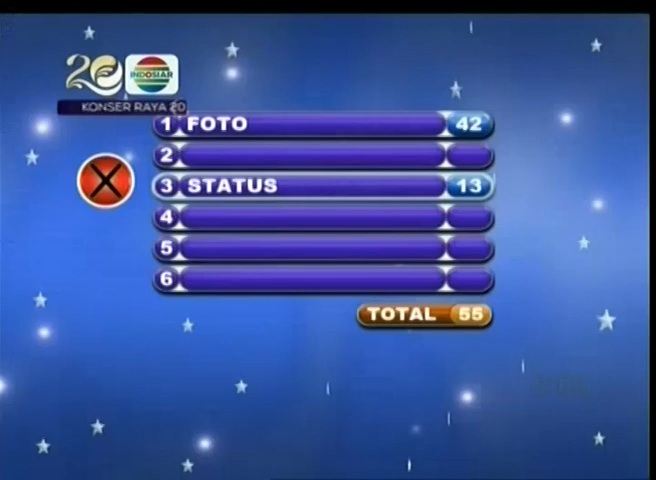 20
INDOSIAR
KONSER RAYA 20
1 FOTO 42
2
3 STATUS 13
4
5
6
TOTAL 55